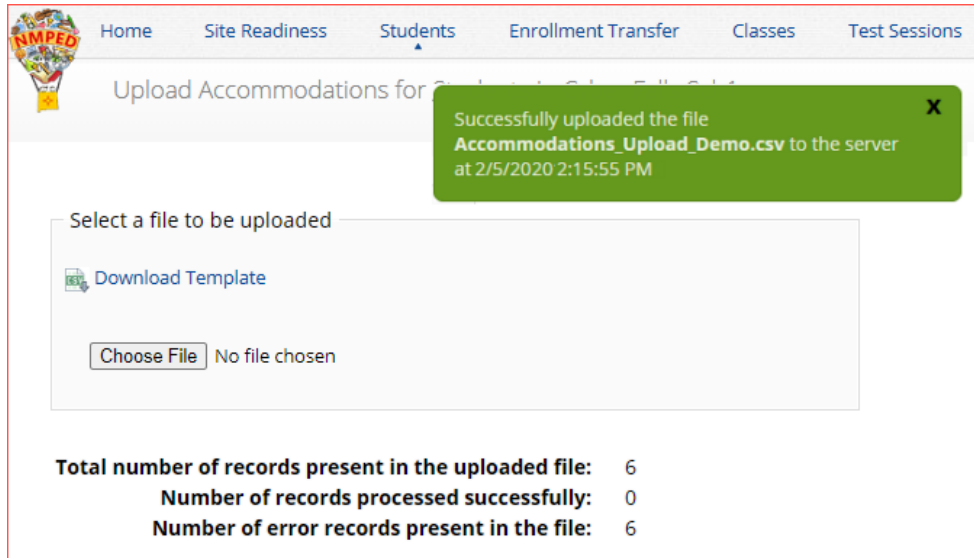 NMPED
Home Site Readiness Students Enrollment Transfer Classes Test Sessions
Upload Accommodations for
Successfully uploaded the file X
Accommodations_Upload_Demo.csv to the server
at 2/5/2020 2:15:55 PM
Select a file to be uploaded
CSV Download Template
Choose File No file chosen
Total number of records present in the uploaded file: 6
Number of records processed successfully: 0
Number of error records present in the file: 6